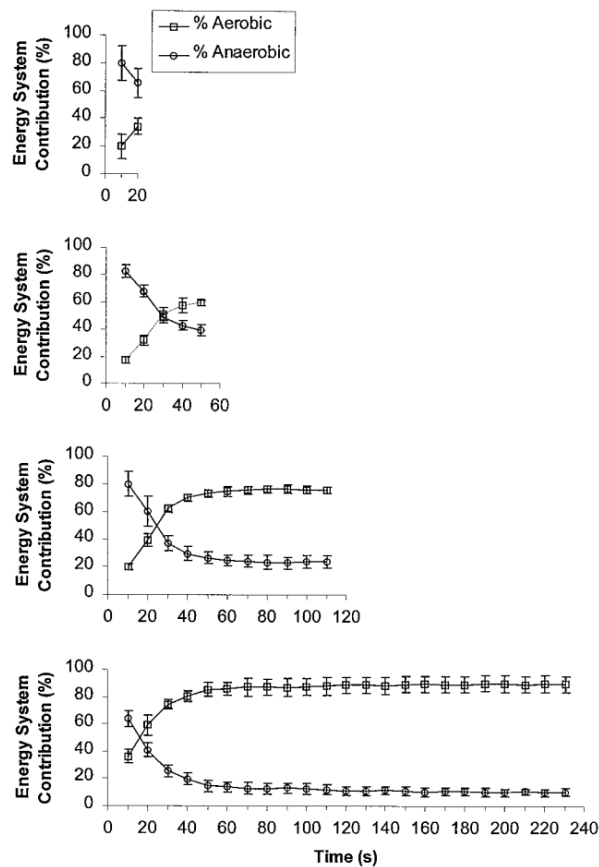 % Aerobic
% Anaerobic
Energy System
Contribution (%)
100
80
60
40
20
0
0 20
Energy System
Contribution (%)
100
80
60
40
20
0
0 20 40 60
Energy System
Contribution (%)
100
80
60
40
20
0
0 20 40 60 80 100 120
Energy System
Contribution (%)
100
80
60
40
20
0
0 20 40 60 80 100 120 140 160 180 200 220 240
Time (s)